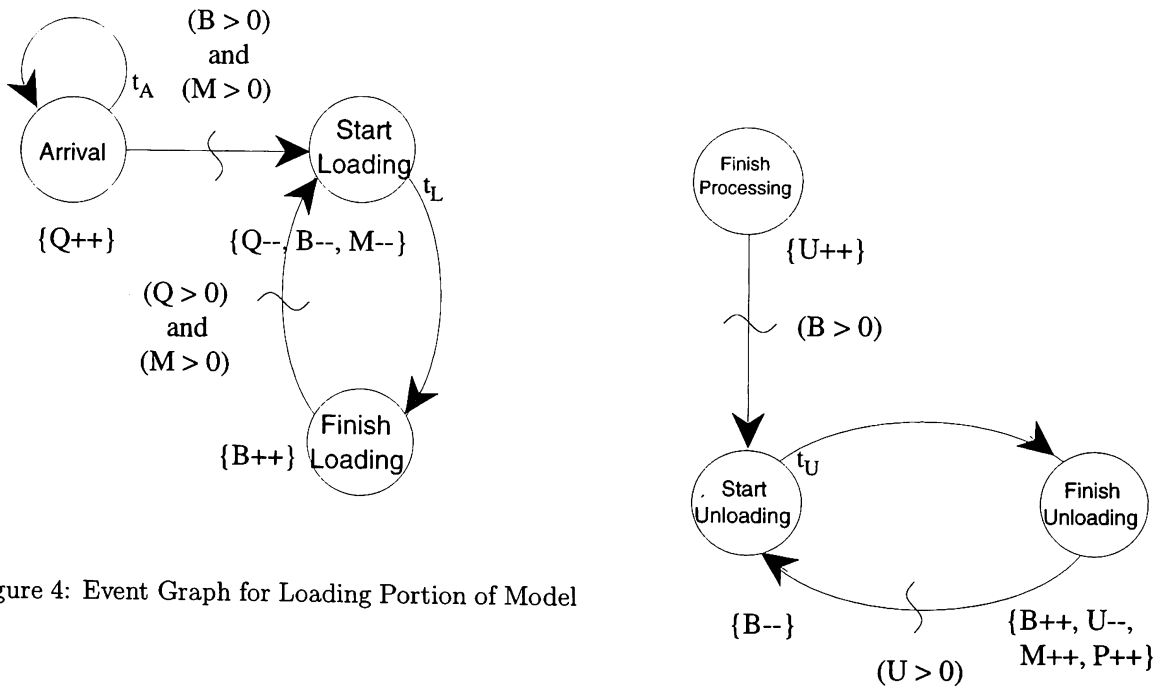 (B > 0)
and
(M > 0)
t_A
Arrival
{Q++}
Start
Loading
t_L
{Q--, B--, M--}
(Q > 0)
and
(M > 0)
Finish
Loading
{B++}
gure 4: Event Graph for Loading Portion of Model
Finish
Processing
{U++}
(B > 0)
Start
Unloading
t_U
Finish
Unloading
{B--}
(U > 0)
{B++, U--,
M++, P++}